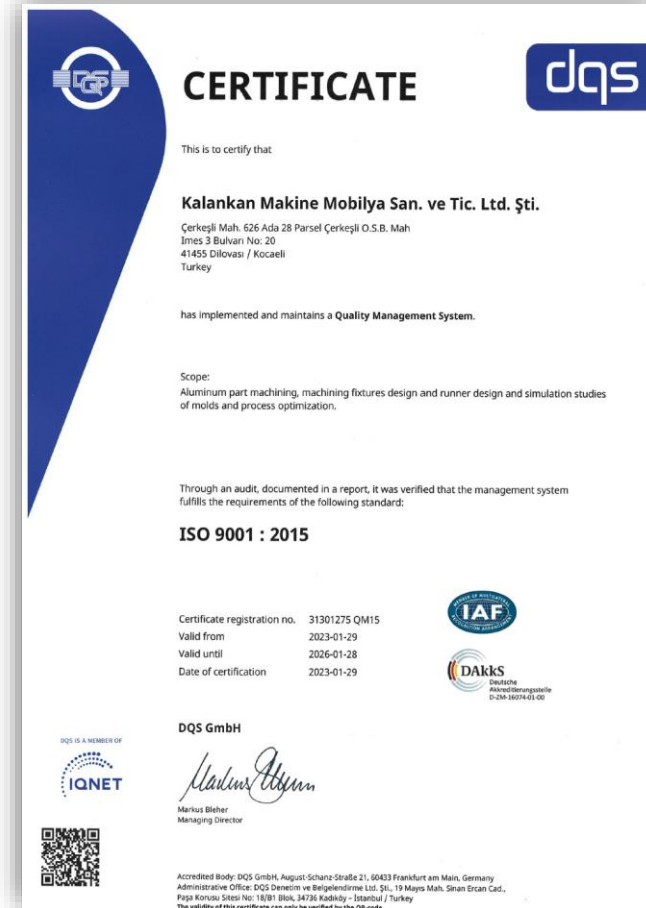 DQS
CERTIFICATE
dqs
This is to certify that
Kalankan Makine Mobilya San. ve Tic. Ltd. Şti.
Çerkeşli Mah. 626 Ada 28 Parsel Çerkeşli O.S.B. Mah
Imes 3 Bulvarı No: 20
41455 Dilovası / Kocaeli
Turkey
has implemented and maintains a Quality Management System.
Scope:
Aluminum part machining, machining fixtures design and runner design and simulation studies
of molds and process optimization.
Through an audit, documented in a report, it was verified that the management system
fulfills the requirements of the following standard:
ISO 9001 : 2015
Certificate registration no. 31301275 QM15
Valid from 2023-01-29
Valid until 2026-01-28
Date of certification 2023-01-29
MEMBER OF MULTILATERAL
RECOGNITION ARRANGEMENT
IAF
DAkkS
Deutsche
Akkreditierungsstelle
D-ZM-16074-01-00
DQS GmbH
DQS IS A MEMBER OF
IQNET
Markus Bleher
Managing Director
Accredited Body: DQS GmbH, August-Schanz-Straße 21, 60433 Frankfurt am Main, Germany
Administrative Office: DQS Denetim ve Belgelendirme Ltd. Şti., 19 Mayıs Mah. Sinan Ercan Cad.,
Paşa Korusu Sitesi No: 18/B1 Blok, 34736 Kadıköy – İstanbul / Turkey
The validity of this certificate can only be verified by the QR-code.